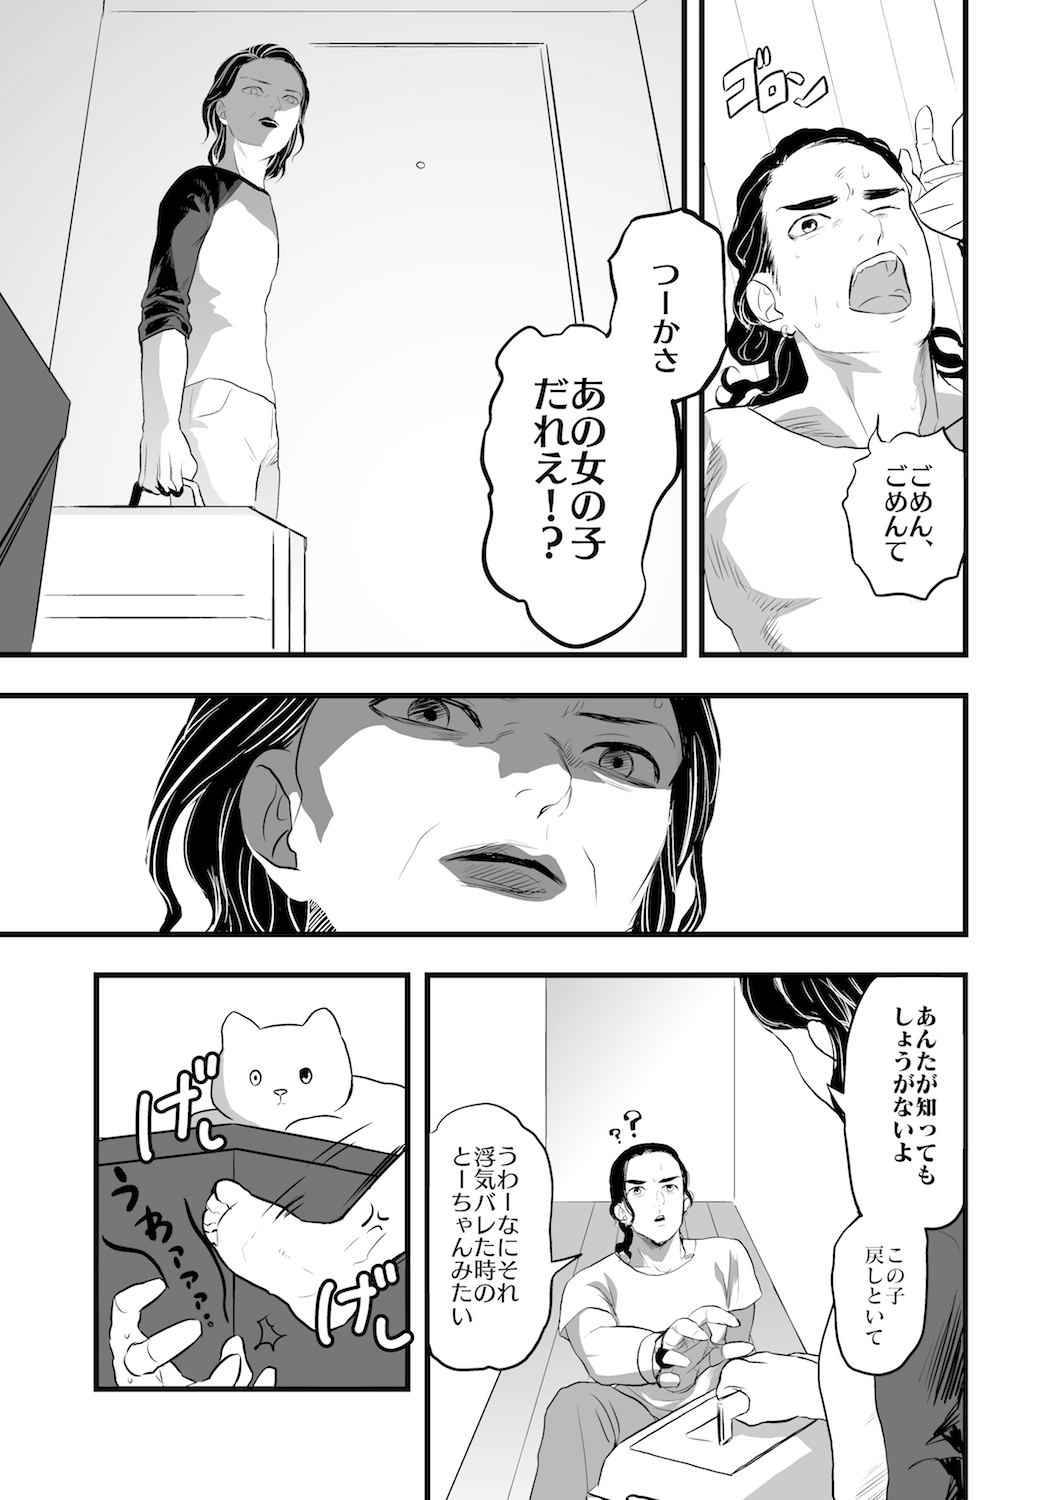 ゴロン
ごめん、
ごめんて
つーかさ
あの女の子
だれえ!?
あんたが知っても
しょうがないよ
この子
戻しといて
??
うわーなにそれ
浮気バレた時の
とーちゃんみたい
げし
うわーーー…
げし